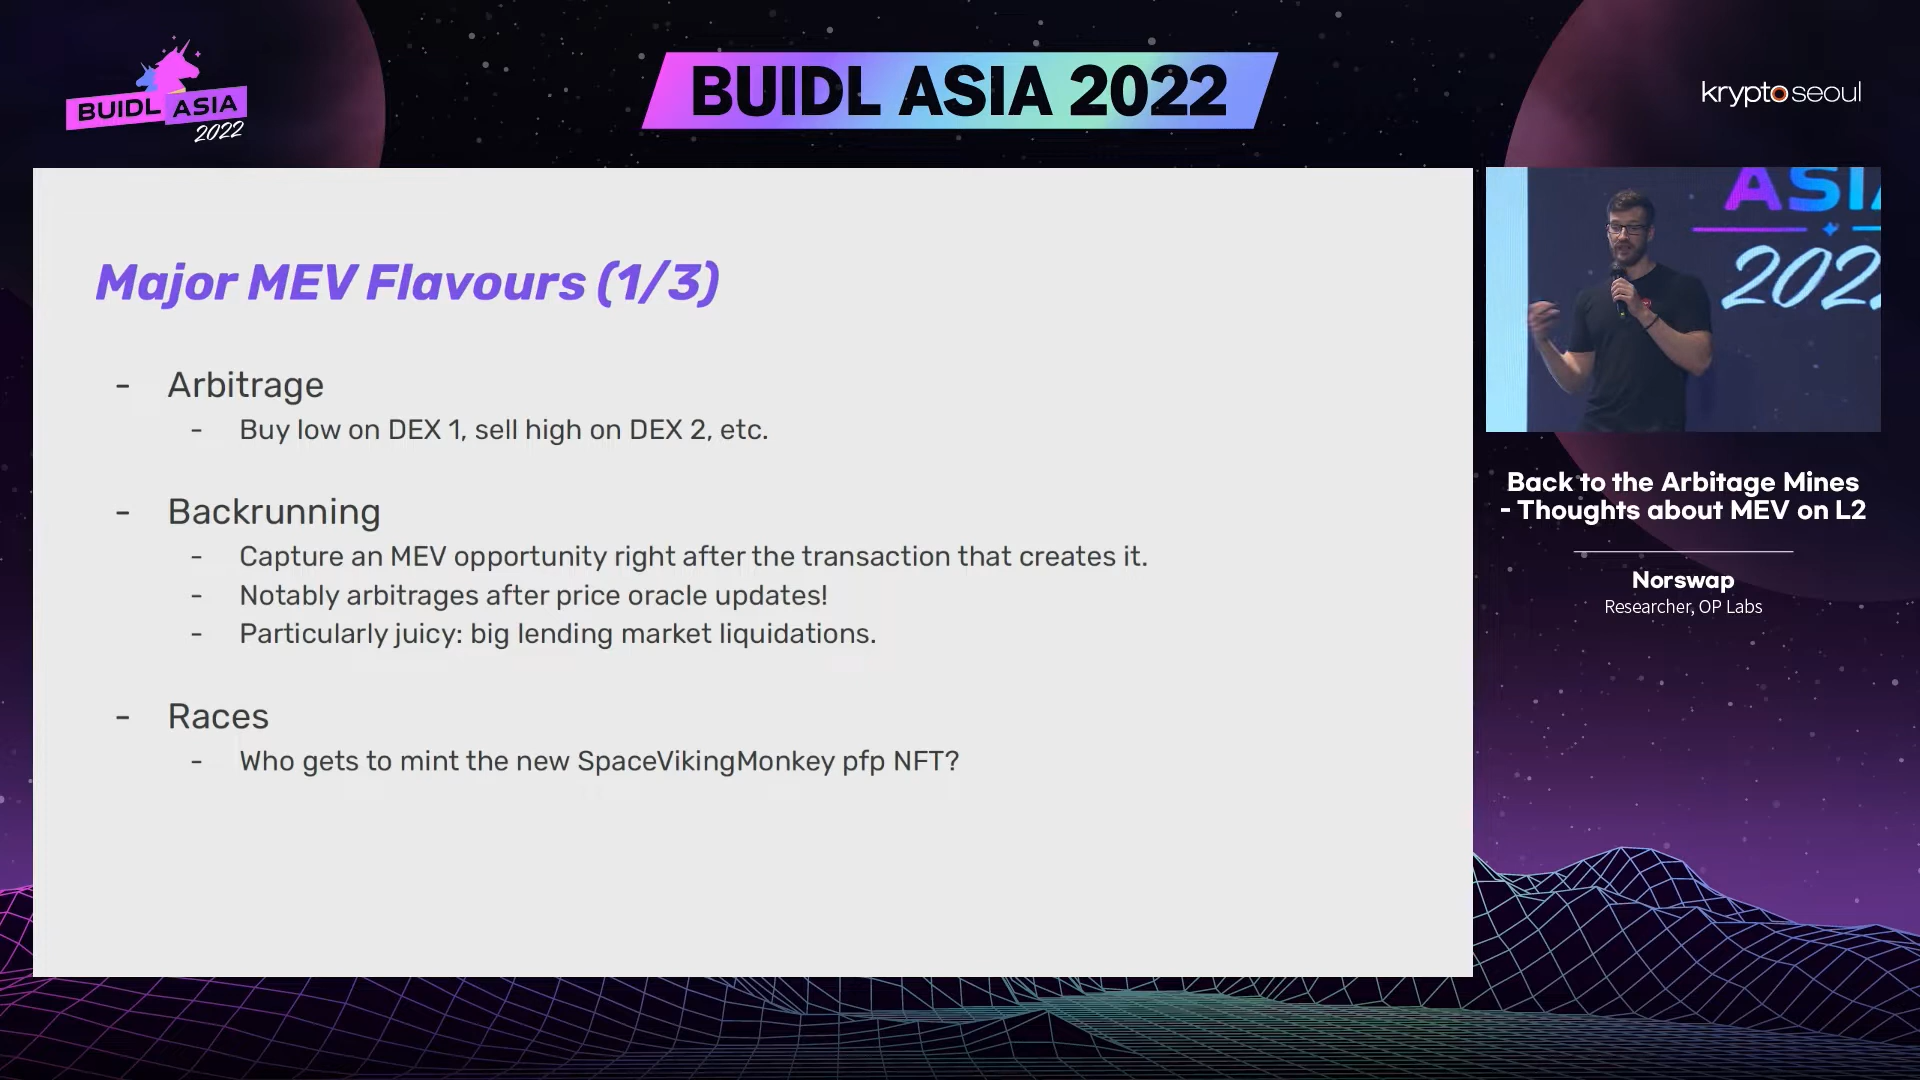 BUIDL ASIA
2022
BUIDL ASIA 2022
kryptoseoul
Major MEV Flavours (1/3)
- Arbitrage
- Buy low on DEX 1, sell high on DEX 2, etc.
- Backrunning
- Capture an MEV opportunity right after the transaction that creates it.
- Notably arbitrages after price oracle updates!
- Particularly juicy: big lending market liquidations.
- Races
- Who gets to mint the new SpaceVikingMonkey pfp NFT?
ASIA
2022
Back to the Arbitage Mines
- Thoughts about MEV on L2
Norswap
Researcher, OP Labs